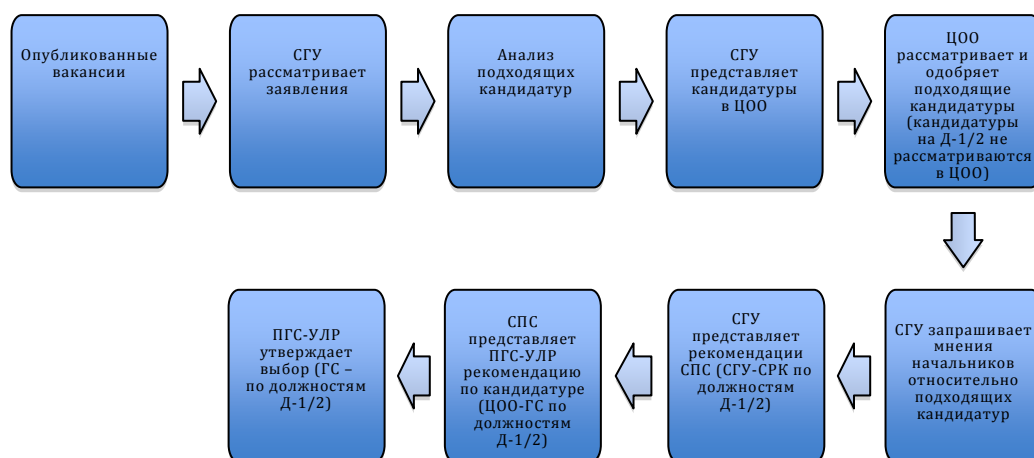 Опубликованные
вакансии
СГУ
рассматривает
заявления
Анализ
подходящих
кандидатур
СГУ
представляет
кандидатуры
в ЦОО
ЦОО
рассматривает и
одобряет
подходящие
кандидатуры
(кандидатуры
на Д-1/2 не
рассматриваются
в ЦОО)
СГУ запрашивает
мнения
начальников
относительно
подходящих
кандидатур
СГУ
представляет
рекомендации
СПС (СГУ-СРК по
должностям
Д-1/2)
СПС
представляет
ПГС-УЛР
рекомендацию
по кандидатуре
(ЦОО-ГС по
должностям
Д-1/2)
ПГС-УЛР
утверждает
выбор (ГС –
по должностям
Д-1/2)